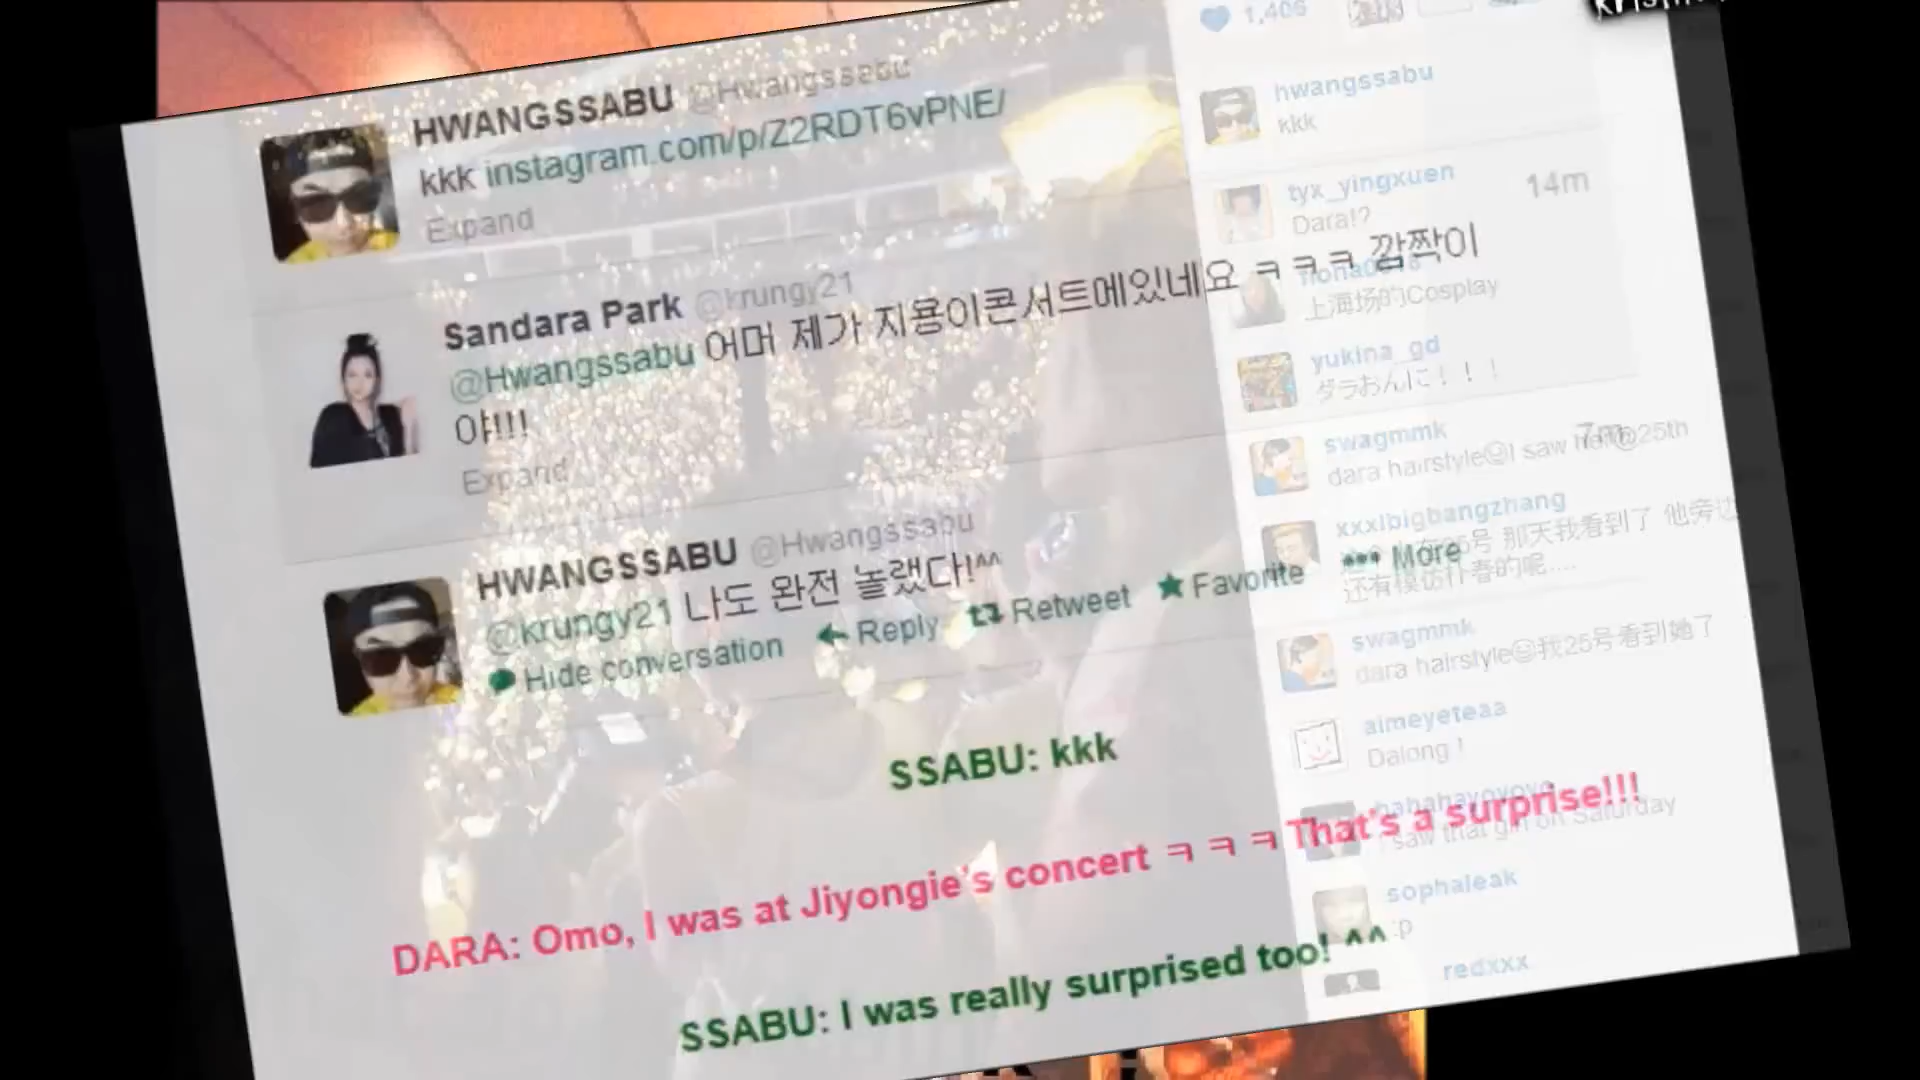 HWANGSSABU @Hwangssabu
kkk instagram.com/p/Z2RDT6vPNE/
Expand
14m
Sandara Park @krungy21
@Hwangssabu 어머 제가 지용이콘서트에있네요 ㅋㅋㅋ 깜짝이
야!!!
Expand
7m
HWANGSSABU @Hwangssabu
@krungy21 나도 완전 놀랬다!^^
Hide conversation Reply Retweet Favorite More
SSABU: kkk
DARA: Omo, I was at Jiyongie's concert ㅋㅋㅋ That's a surprise!!!
SSABU: I was really surprised too! ^^
1,406
hwangssabu
kkk
tyx_yingxuen
Dara!?
上海场的Cosplay
yukina_gd
ダラおんに！！！
swagmmk
dara hairstyle I saw her@25th
xxxibigbangzhang
号 那天我看到了 他旁边
还有模仿朴春的呢....
swagmmk
dara hairstyle 我25号看到她了
aimeyeteaa
Dalong !
hahahayoyoyo
I saw that girl on Saturday
sophaleak
:p
redxxx